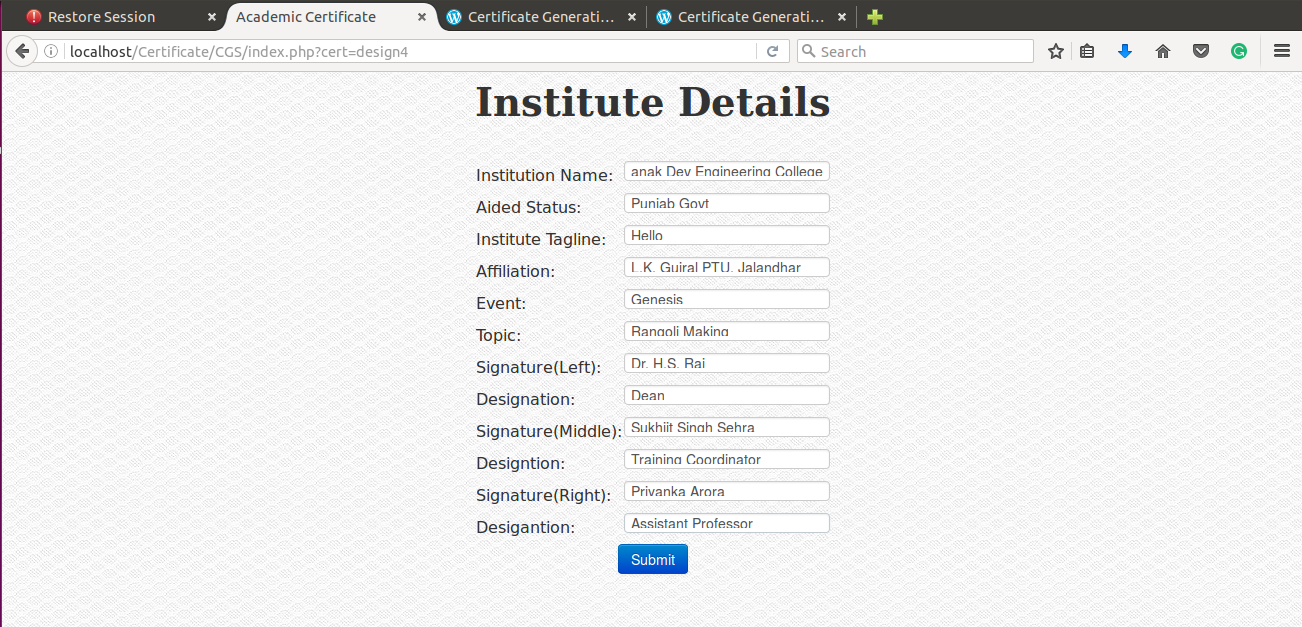 Restore Session
Academic Certificate
Certificate Generati...
Certificate Generati...
localhost/Certificate/CGS/index.php?cert=design4
Search
Institute Details
Institution Name: anak Dev Engineering College
Aided Status: Punjab Govt
Institute Tagline: Hello
Affiliation: I.K. Gujral PTU, Jalandhar
Event: Genesis
Topic: Rangoli Making
Signature(Left): Dr. H.S. Rai
Designation: Dean
Signature(Middle): Sukhjit Singh Sehra
Designtion: Training Coordinator
Signature(Right): Priyanka Arora
Desigantion: Assistant Professor
Submit